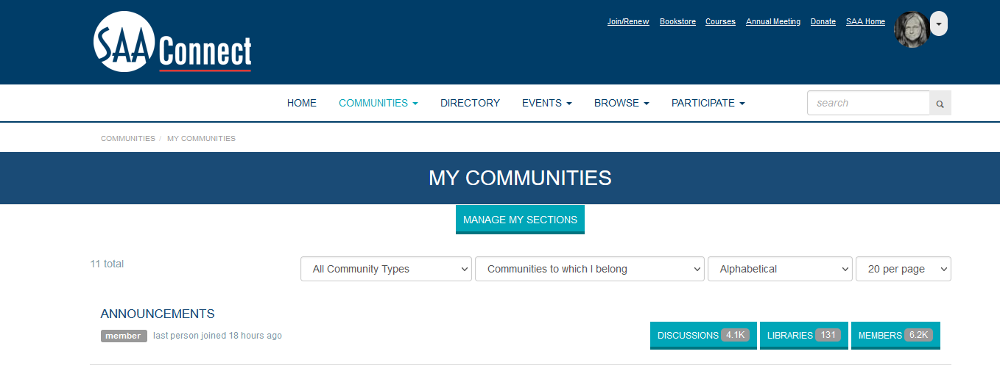 SAA Connect
Join/Renew Bookstore Courses Annual Meeting Donate SAA Home
HOME COMMUNITIES DIRECTORY EVENTS BROWSE PARTICIPATE search
COMMUNITIES / MY COMMUNITIES
MY COMMUNITIES
MANAGE MY SECTIONS
11 total All Community Types Communities to which I belong Alphabetical 20 per page
ANNOUNCEMENTS
member last person joined 18 hours ago
DISCUSSIONS 4.1K LIBRARIES 131 MEMBERS 6.2K